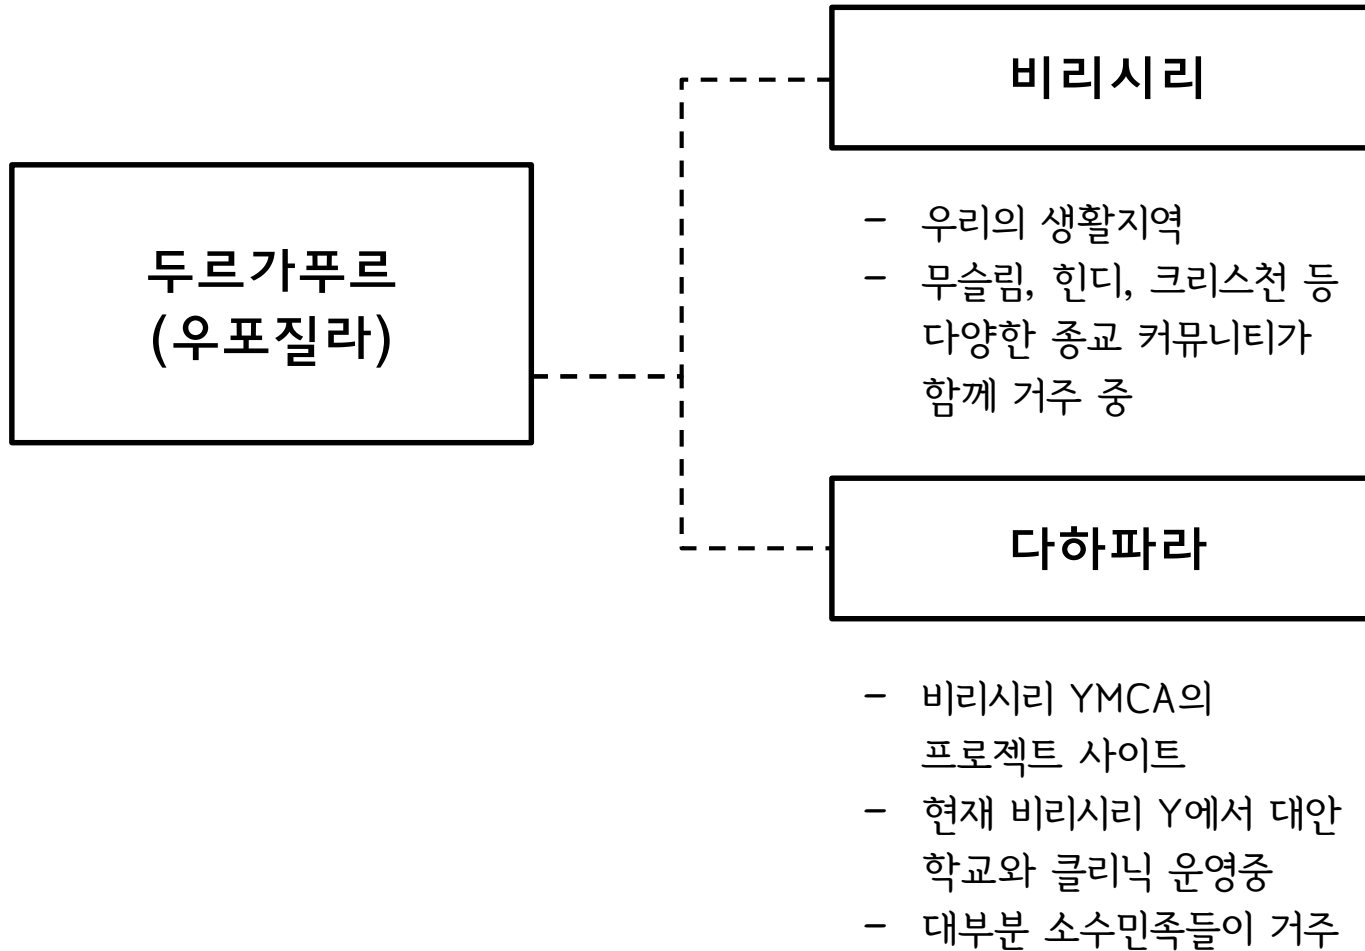 두르가푸르
(우포질라)
비리시리
- 우리의 생활지역
- 무슬림, 힌디, 크리스천 등
다양한 종교 커뮤니티가
함께 거주 중
다하파라
- 비리시리 YMCA의
프로젝트 사이트
- 현재 비리시리 Y에서 대안
학교와 클리닉 운영중
- 대부분 소수민족들이 거주